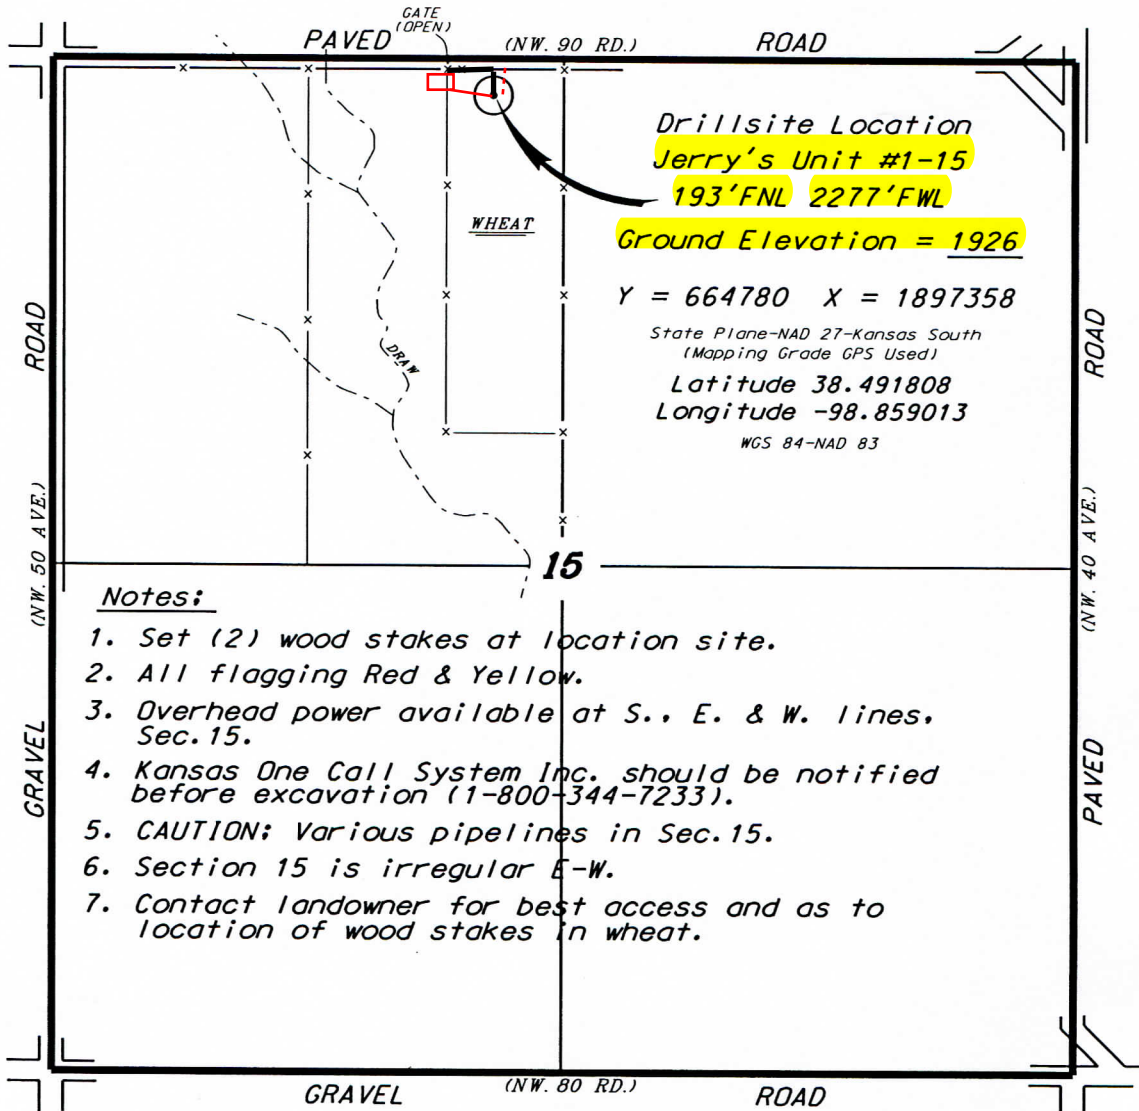 GATE
(OPEN)
PAVED (NW. 90 RD.) ROAD
Drillsite Location
Jerry's Unit #1-15
193'FNL 2277'FWL
Ground Elevation = 1926
Y = 664780 X = 1897358
State Plane-NAD 27-Kansas South
(Mapping Grade GPS Used)
Latitude 38.491808
Longitude -98.859013
WGS 84-NAD 83
WHEAT
DRAW
ROAD
(NW. 50 AVE.)
GRAVEL
ROAD
(NW. 40 AVE.)
PAVED
15
Notes:
1. Set (2) wood stakes at location site.
2. All flagging Red & Yellow.
3. Overhead power available at S., E. & W. lines,
Sec.15.
4. Kansas One Call System Inc. should be notified
before excavation (1-800-344-7233).
5. CAUTION: Various pipelines in Sec.15.
6. Section 15 is irregular E-W.
7. Contact landowner for best access and as to
location of wood stakes in wheat.
GRAVEL (NW. 80 RD.) ROAD